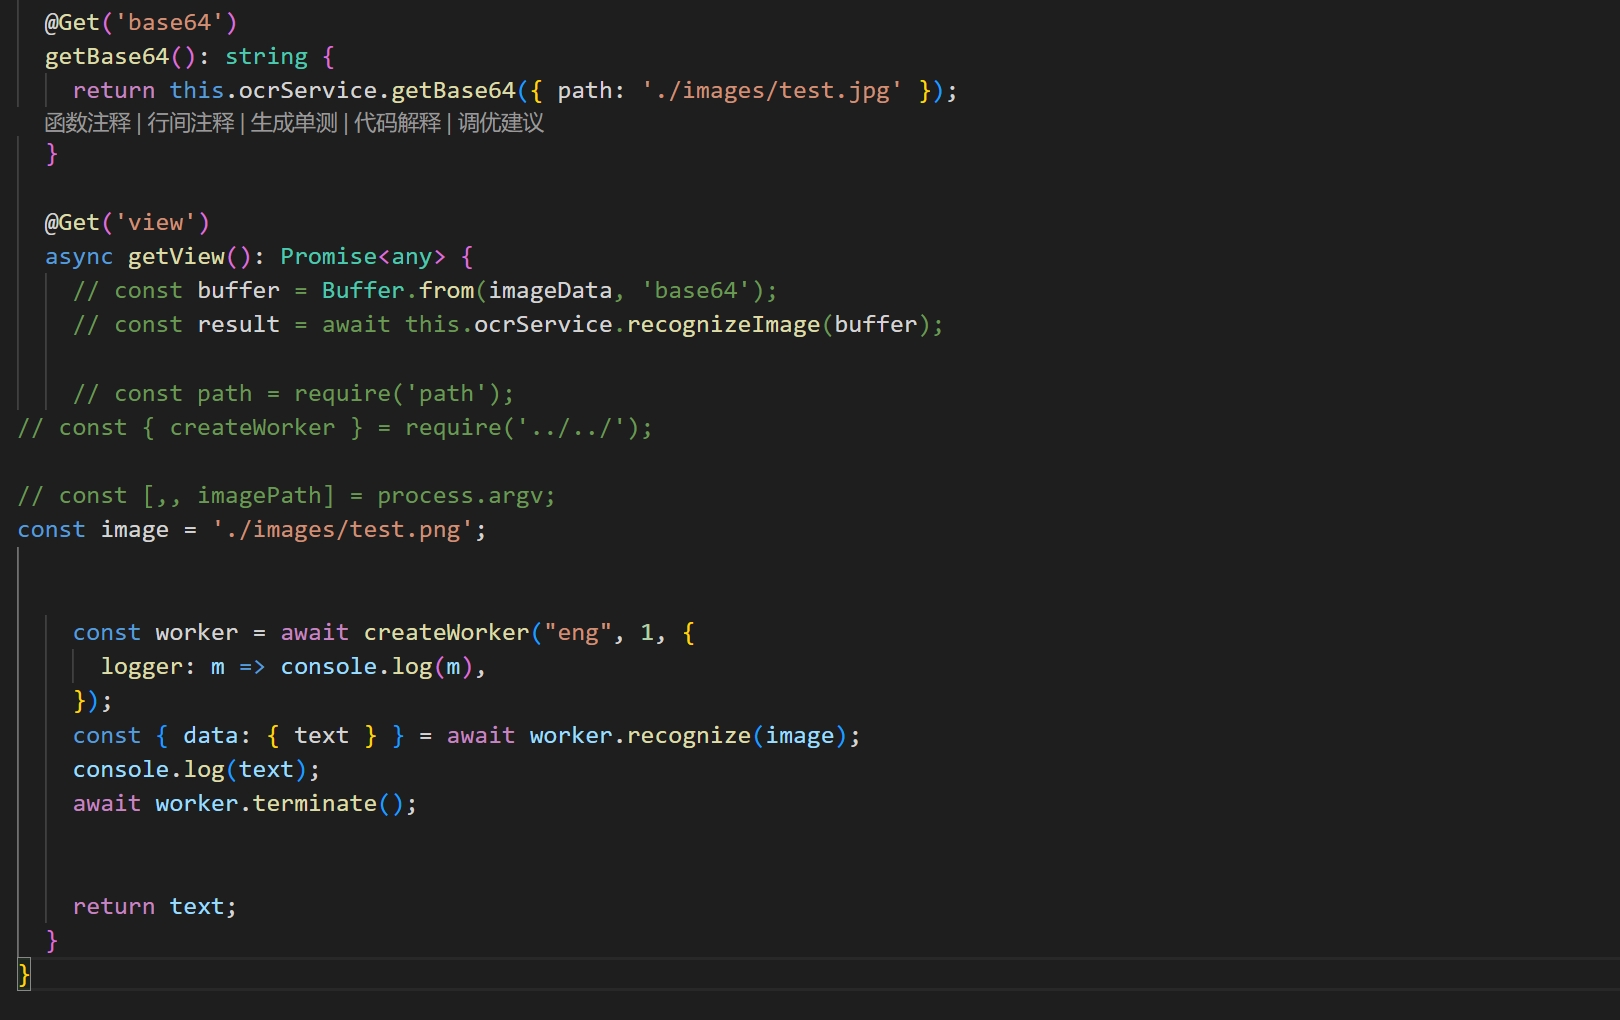 @Get('base64')
getBase64(): string {
return this.ocrService.getBase64({ path: './images/test.jpg' });
函数注释 | 行间注释 | 生成单测 | 代码解释 | 调优建议
}
@Get('view')
async getView(): Promise<any> {
// const buffer = Buffer.from(imageData, 'base64');
// const result = await this.ocrService.recognizeImage(buffer);
// const path = require('path');
// const { createWorker } = require('../../');
// const [,, imagePath] = process.argv;
const image = './images/test.png';
const worker = await createWorker("eng", 1, {
logger: m => console.log(m),
});
const { data: { text } } = await worker.recognize(image);
console.log(text);
await worker.terminate();
return text;
}
}